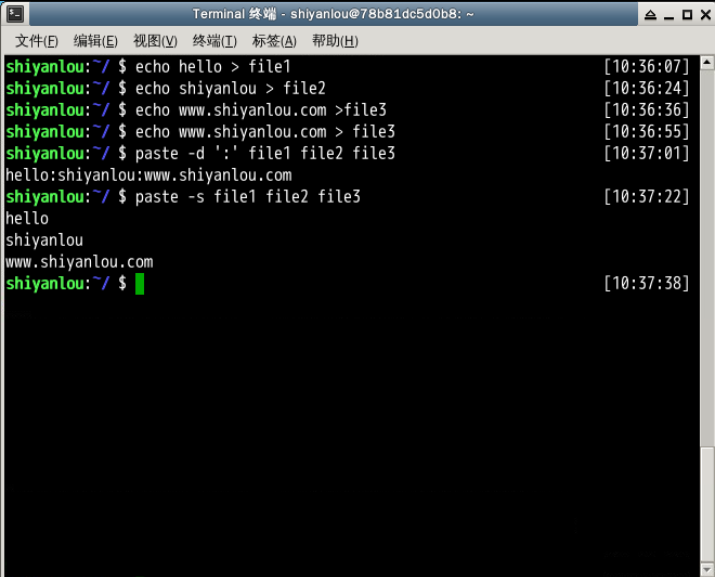 Terminal 终端 - shiyanlou@78b81dc5d0b8: ~
文件(F) 编辑(E) 视图(V) 终端(T) 标签(A) 帮助(H)
shiyanlou:~/ $ echo hello > file1 [10:36:07]
shiyanlou:~/ $ echo shiyanlou > file2 [10:36:24]
shiyanlou:~/ $ echo www.shiyanlou.com >file3 [10:36:36]
shiyanlou:~/ $ echo www.shiyanlou.com > file3 [10:36:55]
shiyanlou:~/ $ paste -d ':' file1 file2 file3 [10:37:01]
hello:shiyanlou:www.shiyanlou.com
shiyanlou:~/ $ paste -s file1 file2 file3 [10:37:22]
hello
shiyanlou
www.shiyanlou.com
shiyanlou:~/ $ [10:37:38]